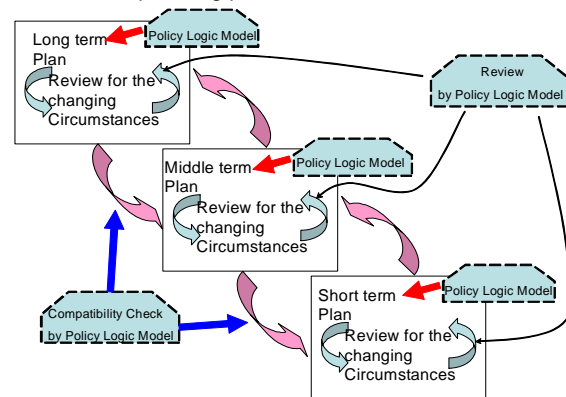 Long term
Plan
Policy Logic Model
Review for the
changing
Circumstances
Review
by Policy Logic Model
Middle term
Plan
Policy Logic Model
Review for the
changing
Circumstances
Compatibility Check
by Policy Logic Model
Short term
Plan
Policy Logic Model
Review for the
changing
Circumstances